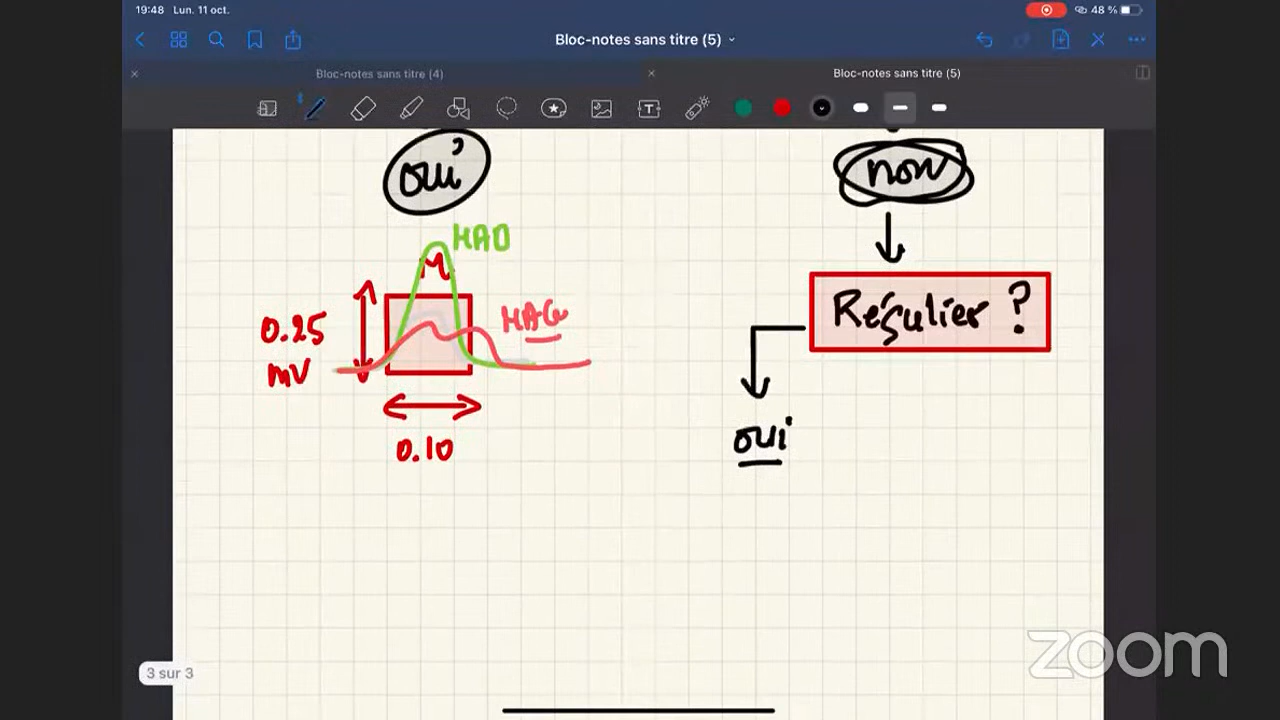 19:48 Lun. 11 oct.
48 %
Bloc-notes sans titre (5)
Bloc-notes sans titre (4)
Bloc-notes sans titre (5)
oui
non
HAD
HAG
0.25
mV
0.10
Régulier ?
oui
3 sur 3
zoom